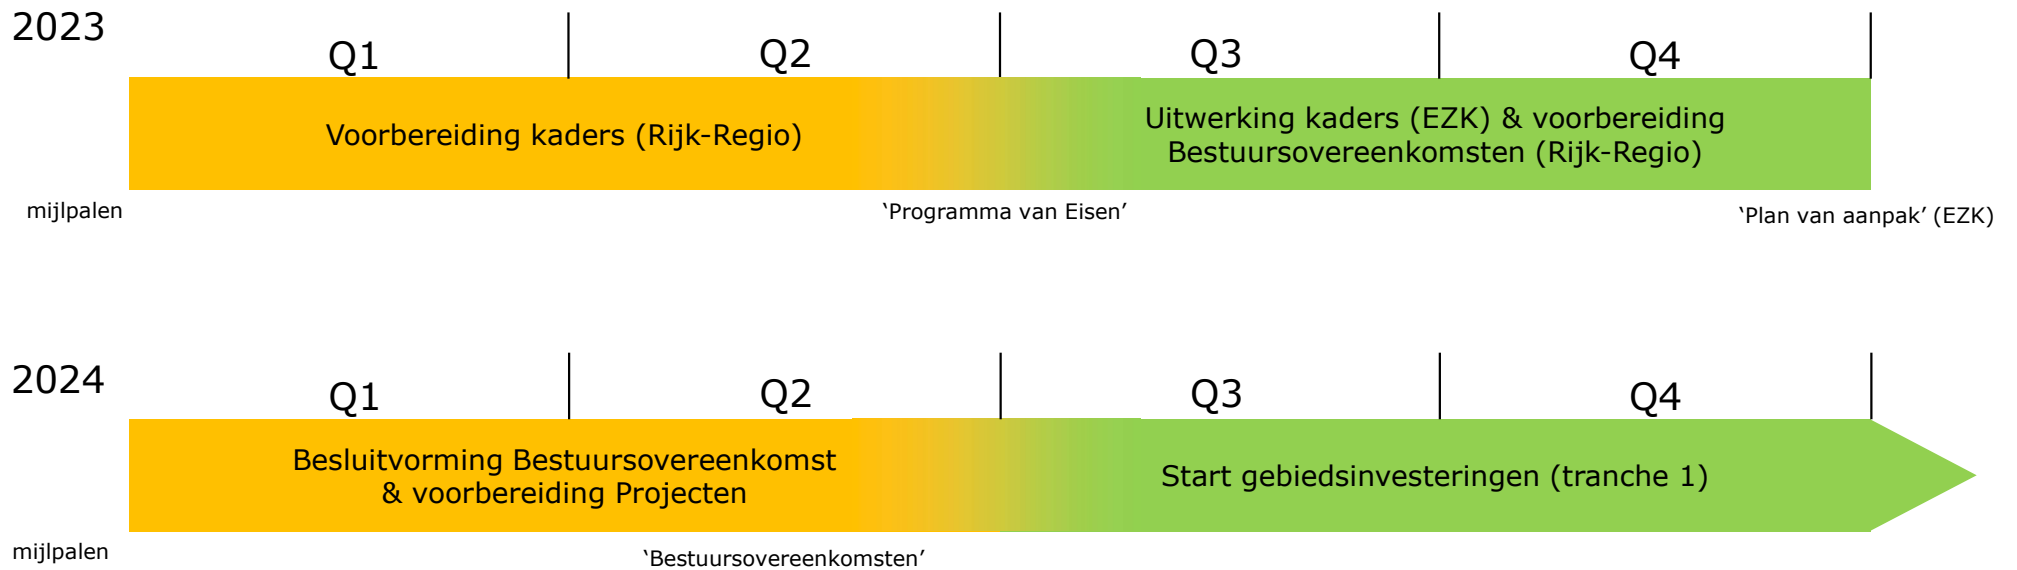 2023
Q1
Q2
Q3
Q4
Voorbereiding kaders (Rijk-Regio)
Uitwerking kaders (EZK) & voorbereiding
Bestuursovereenkomsten (Rijk-Regio)
mijlpalen
‘Programma van Eisen’
‘Plan van aanpak’ (EZK)
2024
Q1
Q2
Q3
Q4
Besluitvorming Bestuursovereenkomst
& voorbereiding Projecten
Start gebiedsinvesteringen (tranche 1)
mijlpalen
‘Bestuursovereenkomsten’